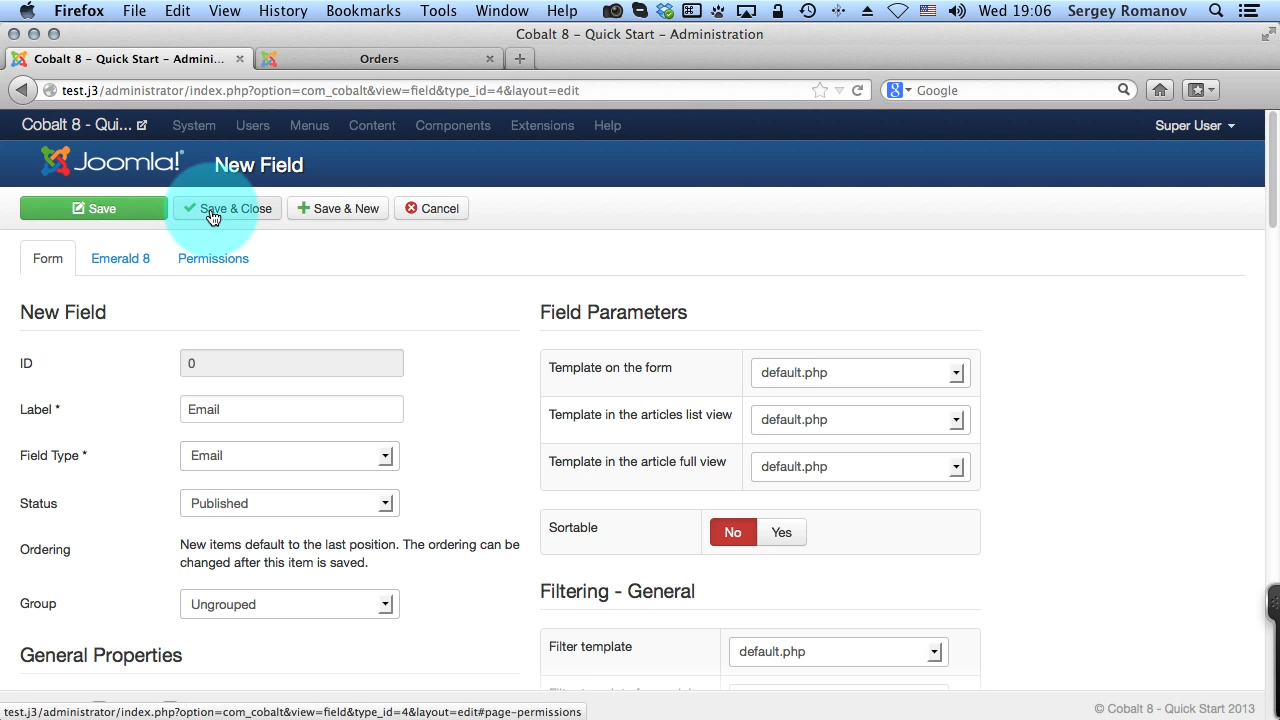 Firefox File Edit View History Bookmarks Tools Window Help Wed 19:06 Sergey Romanov
Cobalt 8 – Quick Start – Administration
Cobalt 8 – Quick Start – Admini... Orders
test.j3/administrator/index.php?option=com_cobalt&view=field&type_id=4&layout=edit Google
Cobalt 8 - Qui... System Users Menus Content Components Extensions Help Super User
Joomla!® New Field
Save Save & Close Save & New Cancel
Form Emerald 8 Permissions
New Field
ID 0
Label * Email
Field Type * Email
Status Published
Ordering New items default to the last position. The ordering can be
changed after this item is saved.
Group Ungrouped
General Properties
Field Parameters
Template on the form default.php
Template in the articles list view default.php
Template in the article full view default.php
Sortable No Yes
Filtering - General
Filter template default.php
test.j3/administrator/index.php?option=com_cobalt&view=field&type_id=4&layout=edit#page-permissions
© Cobalt 8 - Quick Start 2013